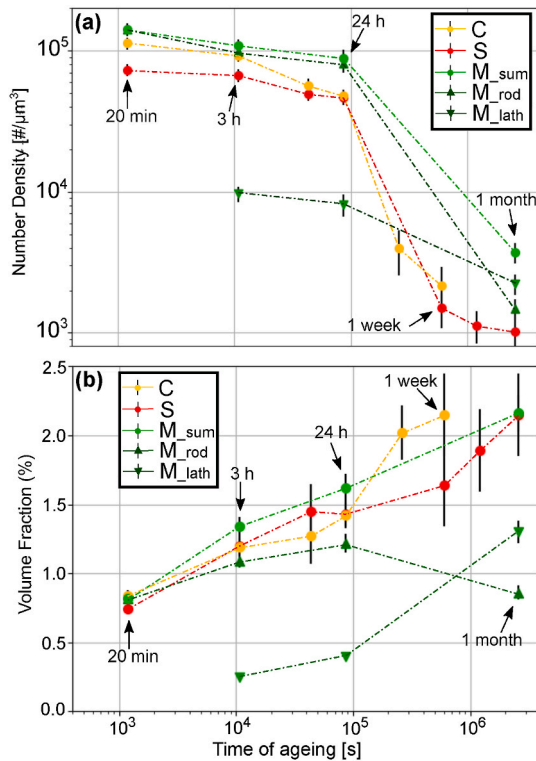 (a)
C
S
M_sum
M_rod
M_lath
24 h
20 min
3 h
1 month
1 week
10⁵
10⁴
10³
Number Density [#/µm³]
(b)
C
S
M_sum
M_rod
M_lath
1 week
24 h
3 h
20 min
1 month
2.5
2.0
1.5
1.0
0.5
0.0
Volume Fraction (%)
10³ 10⁴ 10⁵ 10⁶
Time of ageing [s]